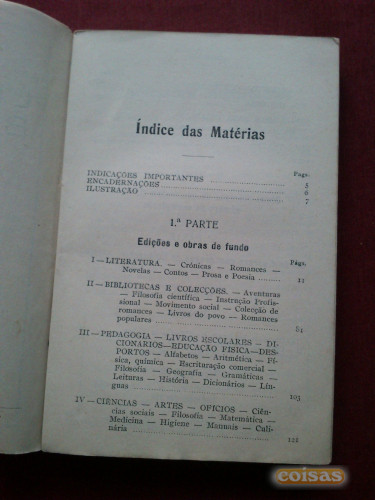 Índice das Matérias
Pags.
INDICAÇÕES IMPORTANTES 5
ENCADERNAÇÕES 6
ILUSTRAÇÃO 7
1.ª PARTE
Edições e obras de fundo
Págs.
I — LITERATURA. — Crónicas — Romances —
Novelas — Contos — Prosa e Poesia 11
II — BIBLIOTECAS E COLECÇÕES. — Aventuras
— Filosofia científica — Instrução Profis-
sional — Movimento social — Colecção de
romances — Livros do povo — Romances
populares 81
III — PEDAGOGIA — LIVROS ESCOLARES — DI-
CIONÁRIOS—EDUCAÇÃO FÍSICA—DES-
PORTOS — Alfabetos — Aritmética — Fí-
sica, química — Escrituração comercial —
Filosofia — Geografia — Gramáticas —
Leituras — História — Dicionários — Lín-
guas 103
IV — CIÊNCIAS — ARTES — OFÍCIOS — Ciên-
cias sociais — Filosofia — Matemática —
Medicina — Higiene — Manuais — Culi-
nária 122
coisas